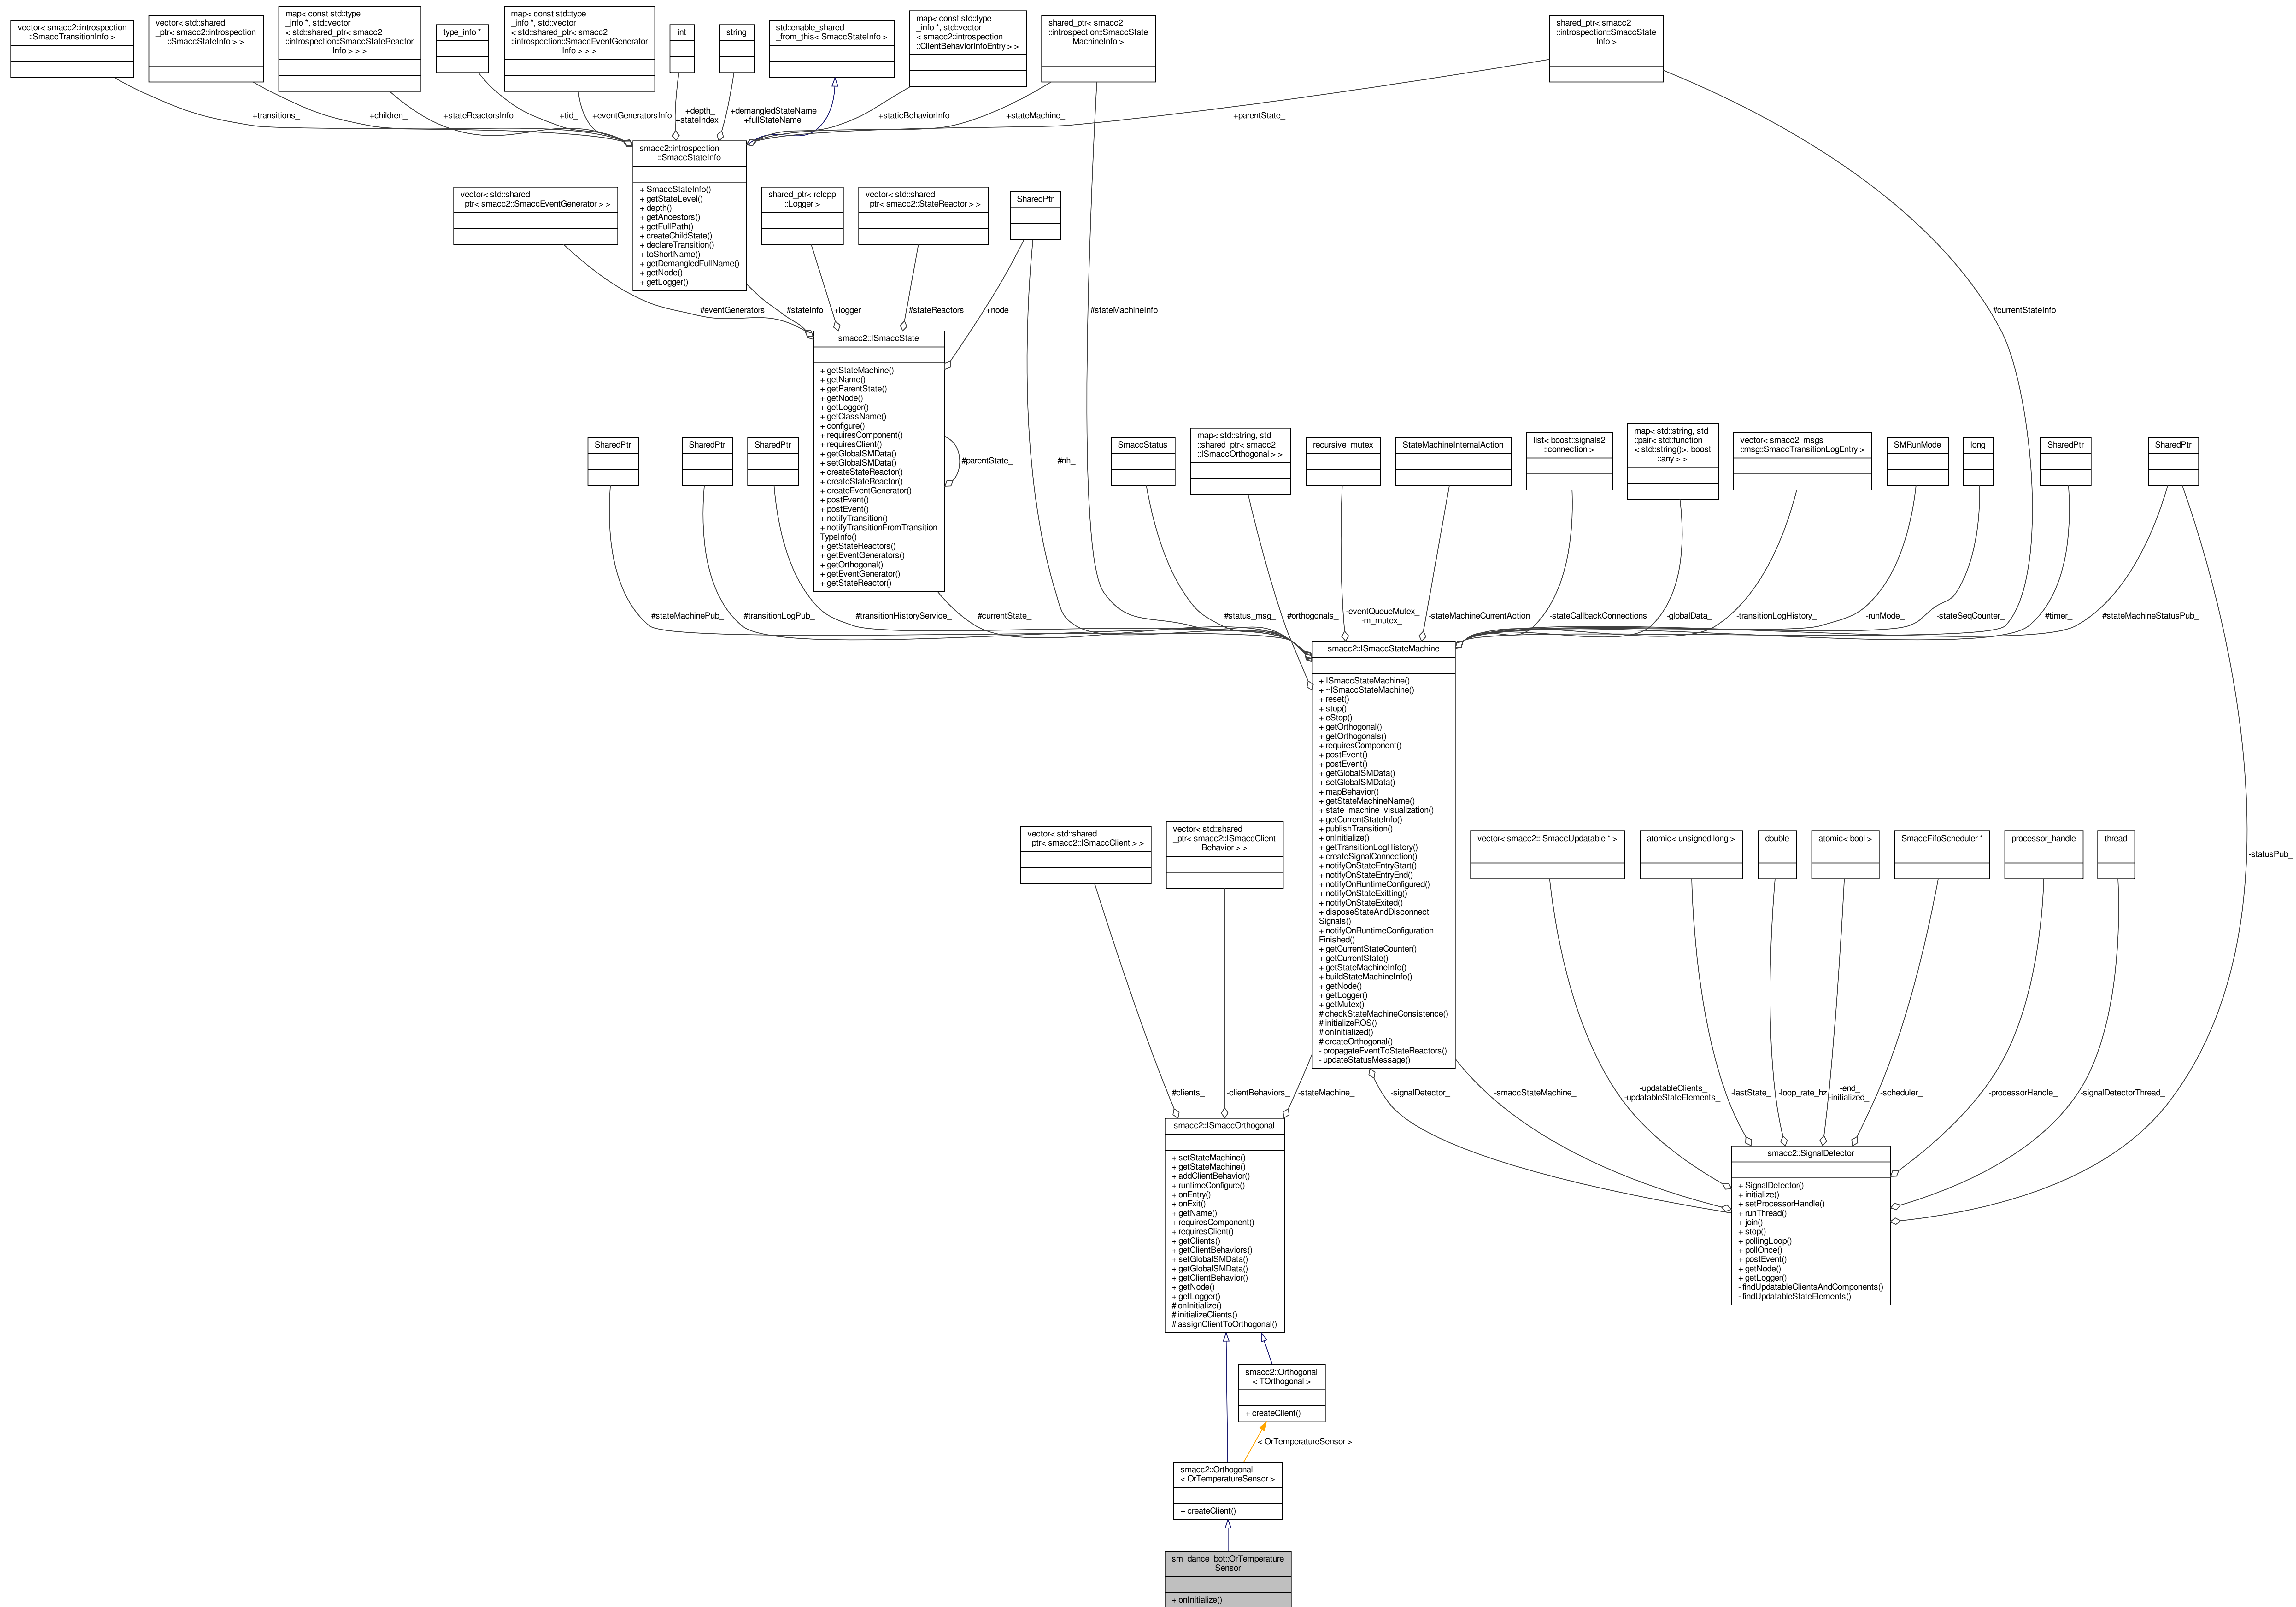 vector< smacc2::introspection
::SmaccTransitionInfo >
vector< std::shared
_ptr< smacc2::introspection
::SmaccStateInfo > >
map< const std::type
_info *, std::vector
< std::shared_ptr< smacc2
::introspection::SmaccStateReactor
Info > > >
type_info *
map< const std::type
_info *, std::vector
< std::shared_ptr< smacc2
::introspection::SmaccEventGenerator
Info > > >
int
string
std::enable_shared
_from_this< SmaccStateInfo >
map< const std::type
_info *, std::vector
< smacc2::introspection
::ClientBehaviorInfoEntry > >
shared_ptr< smacc2
::introspection::SmaccState
MachineInfo >
shared_ptr< smacc2
::introspection::SmaccState
Info >
+transitions_
+children_
+stateReactorsInfo
+tid_
+eventGeneratorsInfo
+depth_
+stateIndex_
+demangledStateName
+fullStateName
+staticBehaviorInfo
+stateMachine_
+parentState_
smacc2::introspection
::SmaccStateInfo
+ SmaccStateInfo()
+ getStateLevel()
+ depth()
+ getAncestors()
+ getFullPath()
+ createChildState()
+ declareTransition()
+ toShortName()
+ getDemangledFullName()
+ getNode()
+ getLogger()
vector< std::shared
_ptr< smacc2::SmaccEventGenerator > >
shared_ptr< rclcpp
::Logger >
vector< std::shared
_ptr< smacc2::StateReactor > >
SharedPtr
#eventGenerators_
#stateInfo_
+logger_
#stateReactors_
+node_
#stateMachineInfo_
#currentStateInfo_
smacc2::ISmaccState
+ getStateMachine()
+ getName()
+ getParentState()
+ getNode()
+ getLogger()
+ getClassName()
+ configure()
+ requiresComponent()
+ requiresClient()
+ getGlobalSMData()
+ setGlobalSMData()
+ createStateReactor()
+ createStateReactor()
+ createEventGenerator()
+ postEvent()
+ postEvent()
+ notifyTransition()
+ notifyTransitionFromTransition
TypeInfo()
+ getStateReactors()
+ getEventGenerators()
+ getOrthogonal()
+ getEventGenerator()
+ getStateReactor()
#parentState_
#nh_
SharedPtr
SharedPtr
SharedPtr
SmaccStatus
map< std::string, std
::shared_ptr< smacc2
::ISmaccOrthogonal > >
recursive_mutex
StateMachineInternalAction
list< boost::signals2
::connection >
map< std::string, std
::pair< std::function
< std::string()>, boost
::any > >
vector< smacc2_msgs
::msg::SmaccTransitionLogEntry >
SMRunMode
long
SharedPtr
SharedPtr
#stateMachinePub_
#transitionLogPub_
#transitionHistoryService_
#currentState_
#status_msg_
#orthogonals_
-eventQueueMutex_
-m_mutex_
-stateMachineCurrentAction
-stateCallbackConnections
-globalData_
-transitionLogHistory_
-runMode_
-stateSeqCounter_
#timer_
#stateMachineStatusPub_
smacc2::ISmaccStateMachine
+ ISmaccStateMachine()
+ ~ISmaccStateMachine()
+ reset()
+ stop()
+ eStop()
+ getOrthogonal()
+ getOrthogonals()
+ requiresComponent()
+ postEvent()
+ postEvent()
+ getGlobalSMData()
+ setGlobalSMData()
+ mapBehavior()
+ getStateMachineName()
+ state_machine_visualization()
+ getCurrentStateInfo()
+ publishTransition()
+ onInitialize()
+ getTransitionLogHistory()
+ createSignalConnection()
+ notifyOnStateEntryStart()
+ notifyOnStateEntryEnd()
+ notifyOnRuntimeConfigured()
+ notifyOnStateExitting()
+ notifyOnStateExited()
+ disposeStateAndDisconnect
Signals()
+ notifyOnRuntimeConfiguration
Finished()
+ getCurrentStateCounter()
+ getCurrentState()
+ getStateMachineInfo()
+ buildStateMachineInfo()
+ getNode()
+ getLogger()
+ getMutex()
# checkStateMachineConsistence()
# initializeROS()
# onInitialized()
# createOrthogonal()
- propagateEventToStateReactors()
- updateStatusMessage()
vector< std::shared
_ptr< smacc2::ISmaccClient > >
vector< std::shared
_ptr< smacc2::ISmaccClient
Behavior > >
vector< smacc2::ISmaccUpdatable * >
atomic< unsigned long >
double
atomic< bool >
SmaccFifoScheduler *
processor_handle
thread
-statusPub_
#clients_
-clientBehaviors_
-stateMachine_
-signalDetector_
-smaccStateMachine_
-updatableClients_
-updatableStateElements_
-lastState_
-loop_rate_hz
-end_
-initialized_
-scheduler_
-processorHandle_
-signalDetectorThread_
smacc2::ISmaccOrthogonal
+ setStateMachine()
+ getStateMachine()
+ addClientBehavior()
+ runtimeConfigure()
+ onEntry()
+ onExit()
+ getName()
+ requiresComponent()
+ requiresClient()
+ getClients()
+ getClientBehaviors()
+ setGlobalSMData()
+ getGlobalSMData()
+ getClientBehavior()
+ getNode()
+ getLogger()
# onInitialize()
# initializeClients()
# assignClientToOrthogonal()
smacc2::SignalDetector
+ SignalDetector()
+ initialize()
+ setProcessorHandle()
+ runThread()
+ join()
+ stop()
+ pollingLoop()
+ pollOnce()
+ postEvent()
+ getNode()
+ getLogger()
- findUpdatableClientsAndComponents()
- findUpdatableStateElements()
smacc2::Orthogonal
< TOrthogonal >
+ createClient()
< OrTemperatureSensor >
smacc2::Orthogonal
< OrTemperatureSensor >
+ createClient()
sm_dance_bot::OrTemperature
Sensor
+ onInitialize()